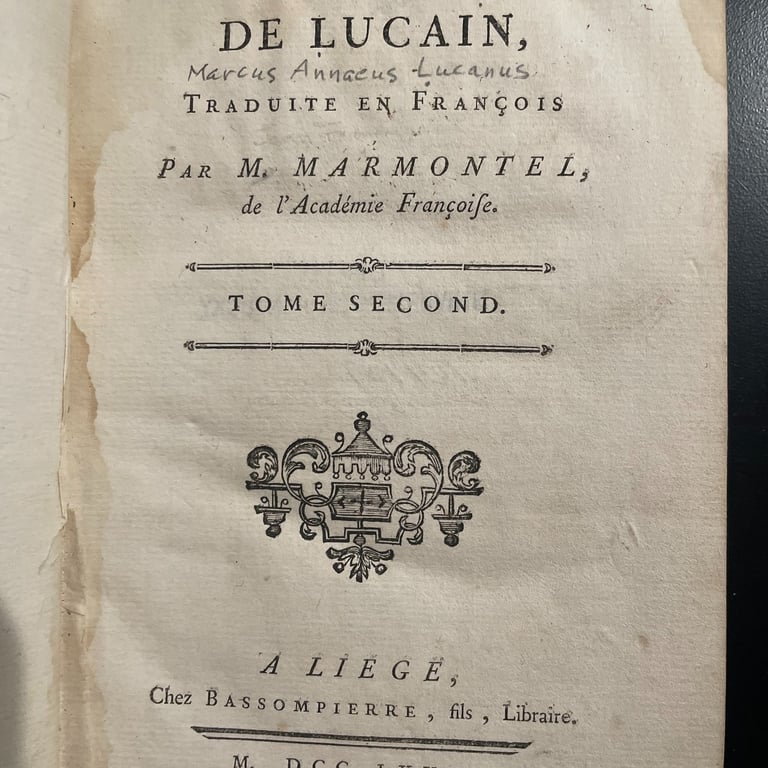 DE LUCAIN,
Marcus Annaeus Lucanus
TRADUITE EN FRANÇOIS
PAR M. MARMONTEL,
de l'Académie Françoiſe.
TOME SECOND.
A LIEGE,
Chez BASSOMPIERRE, fils, Libraire.
M. DCC.